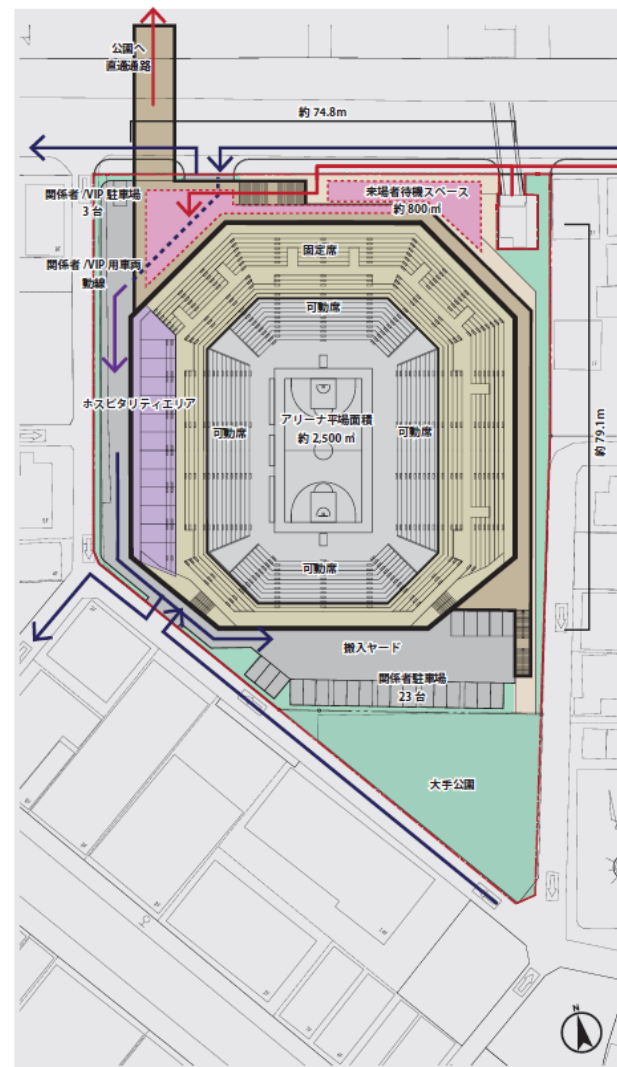 公園へ
直通通路
約 74.8m
関係者 /VIP 駐車場
3 台
来場者待機スペース
約 800 ㎡
固定席
関係者 /VIP 用車両
動線
可動席
ホスピタリティエリア
アリーナ平場面積
約 2,500 ㎡
可動席
可動席
約 79.1m
可動席
搬入ヤード
関係者駐車場
23 台
大手公園
N